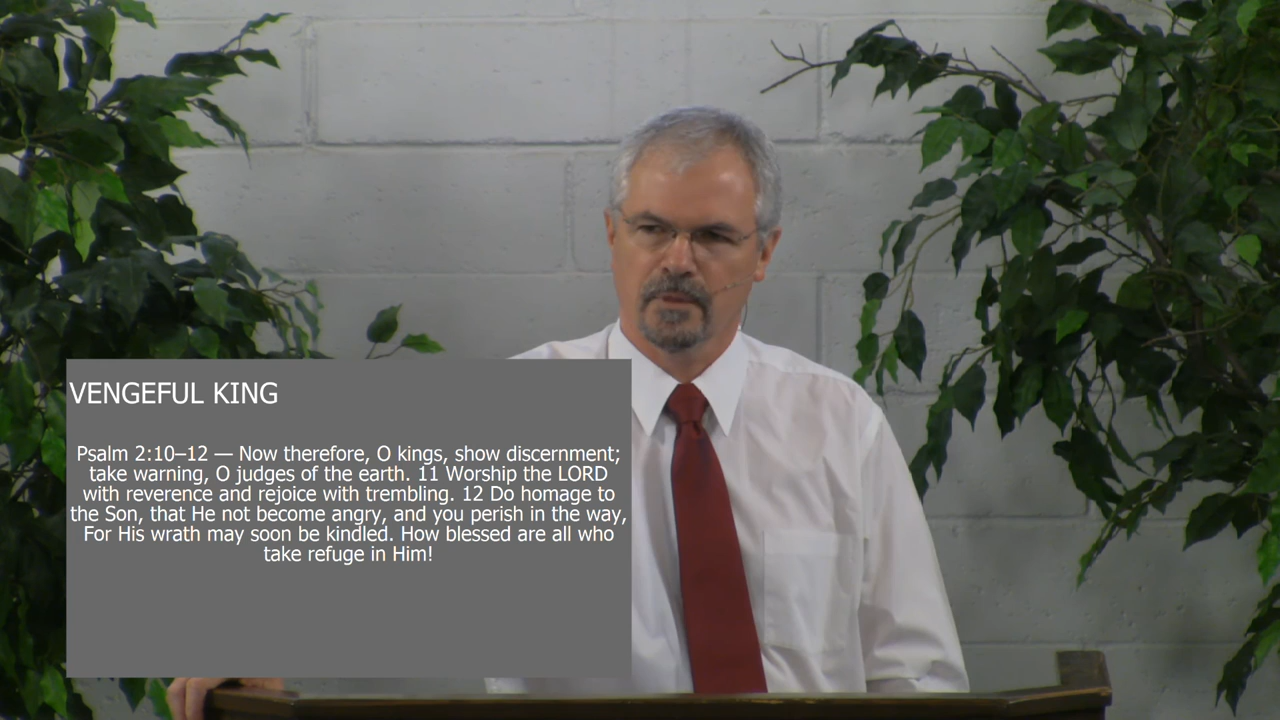 VENGEFUL KING
Psalm 2:10–12 — Now therefore, O kings, show discernment;
take warning, O judges of the earth. 11 Worship the LORD
with reverence and rejoice with trembling. 12 Do homage to
the Son, that He not become angry, and you perish in the way,
For His wrath may soon be kindled. How blessed are all who
take refuge in Him!